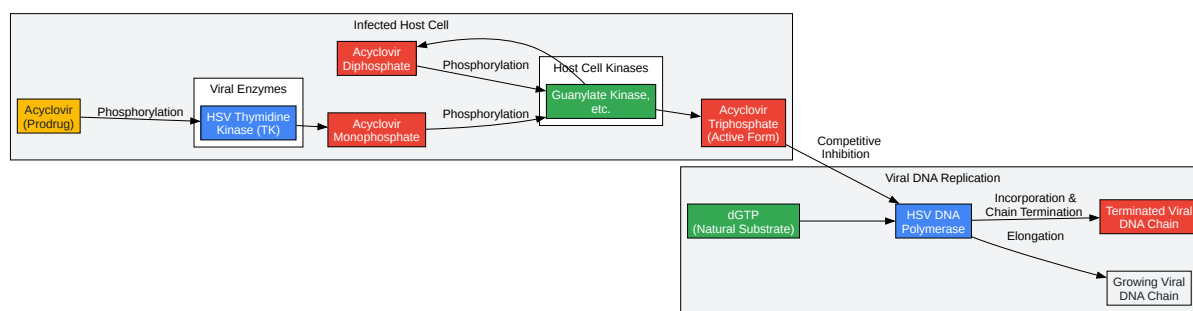 Infected Host Cell
Acyclovir
(Prodrug)
Phosphorylation
Viral Enzymes
HSV Thymidine
Kinase (TK)
Acyclovir
Diphosphate
Phosphorylation
Acyclovir
Monophosphate
Phosphorylation
Host Cell Kinases
Guanylate Kinase,
etc.
Acyclovir
Triphosphate
(Active Form)
Competitive
Inhibition
Viral DNA Replication
dGTP
(Natural Substrate)
HSV DNA
Polymerase
Incorporation &
Chain Termination
Terminated Viral
DNA Chain
Elongation
Growing Viral
DNA Chain